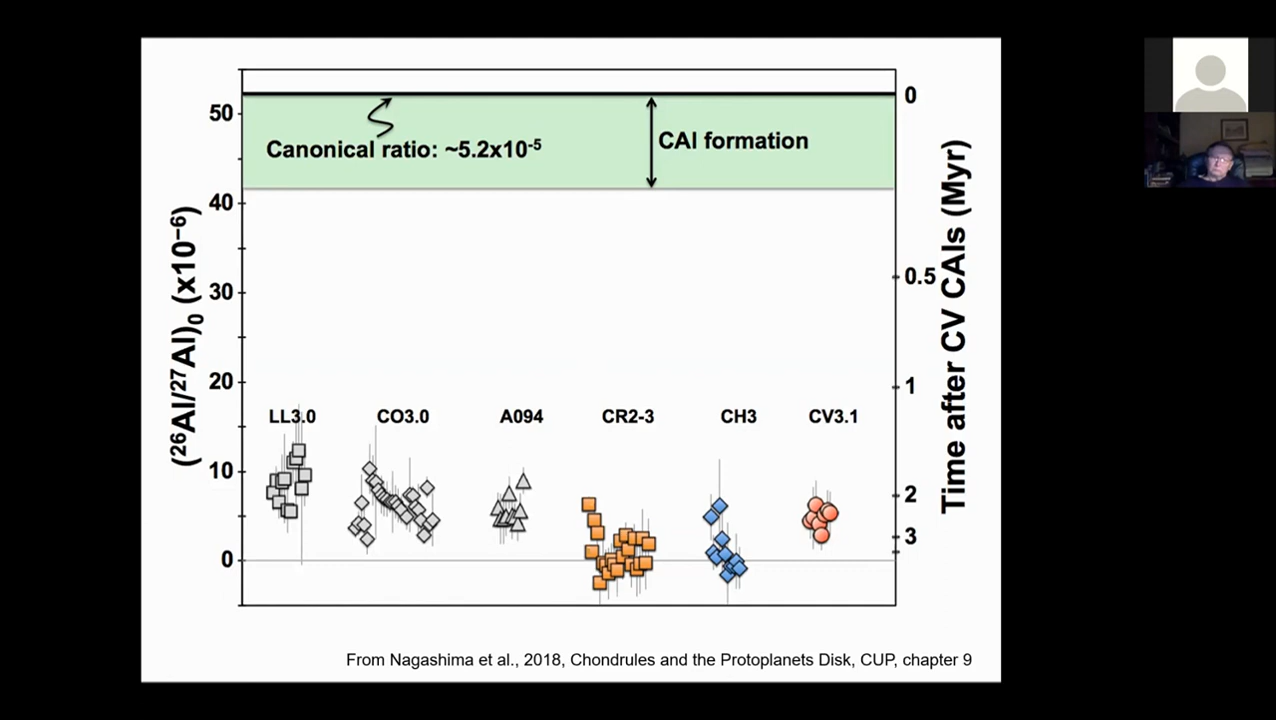 50
40
30
20
10
0
(26Al/27Al)0 (x10−6)
Canonical ratio: ~5.2x10-5
CAI formation
LL3.0
CO3.0
A094
CR2-3
CH3
CV3.1
0
0.5
1
2
3
Time after CV CAIs (Myr)
From Nagashima et al., 2018, Chondrules and the Protoplanets Disk, CUP, chapter 9